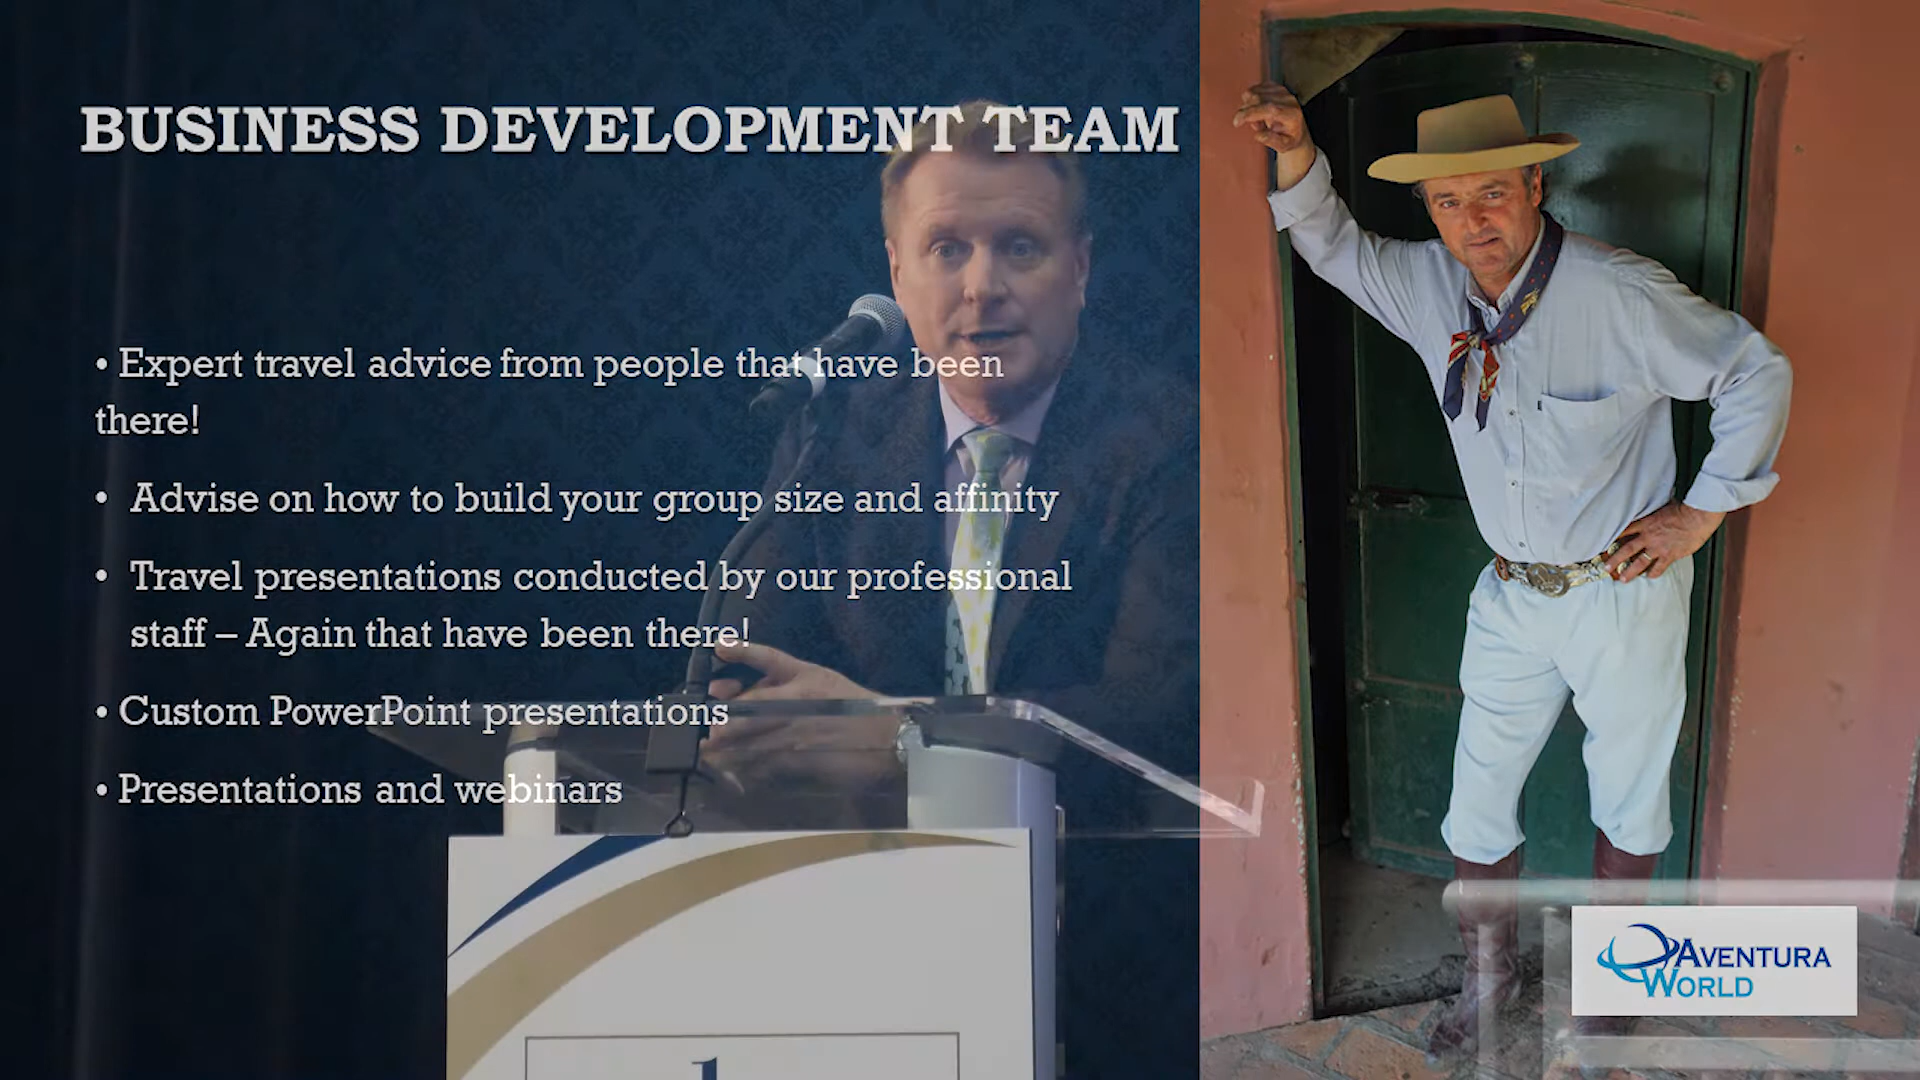 BUSINESS DEVELOPMENT TEAM
• Expert travel advice from people that have been
there!
• Advise on how to build your group size and affinity
• Travel presentations conducted by our professional
staff – Again that have been there!
• Custom PowerPoint presentations
• Presentations and webinars
AVENTURA
WORLD